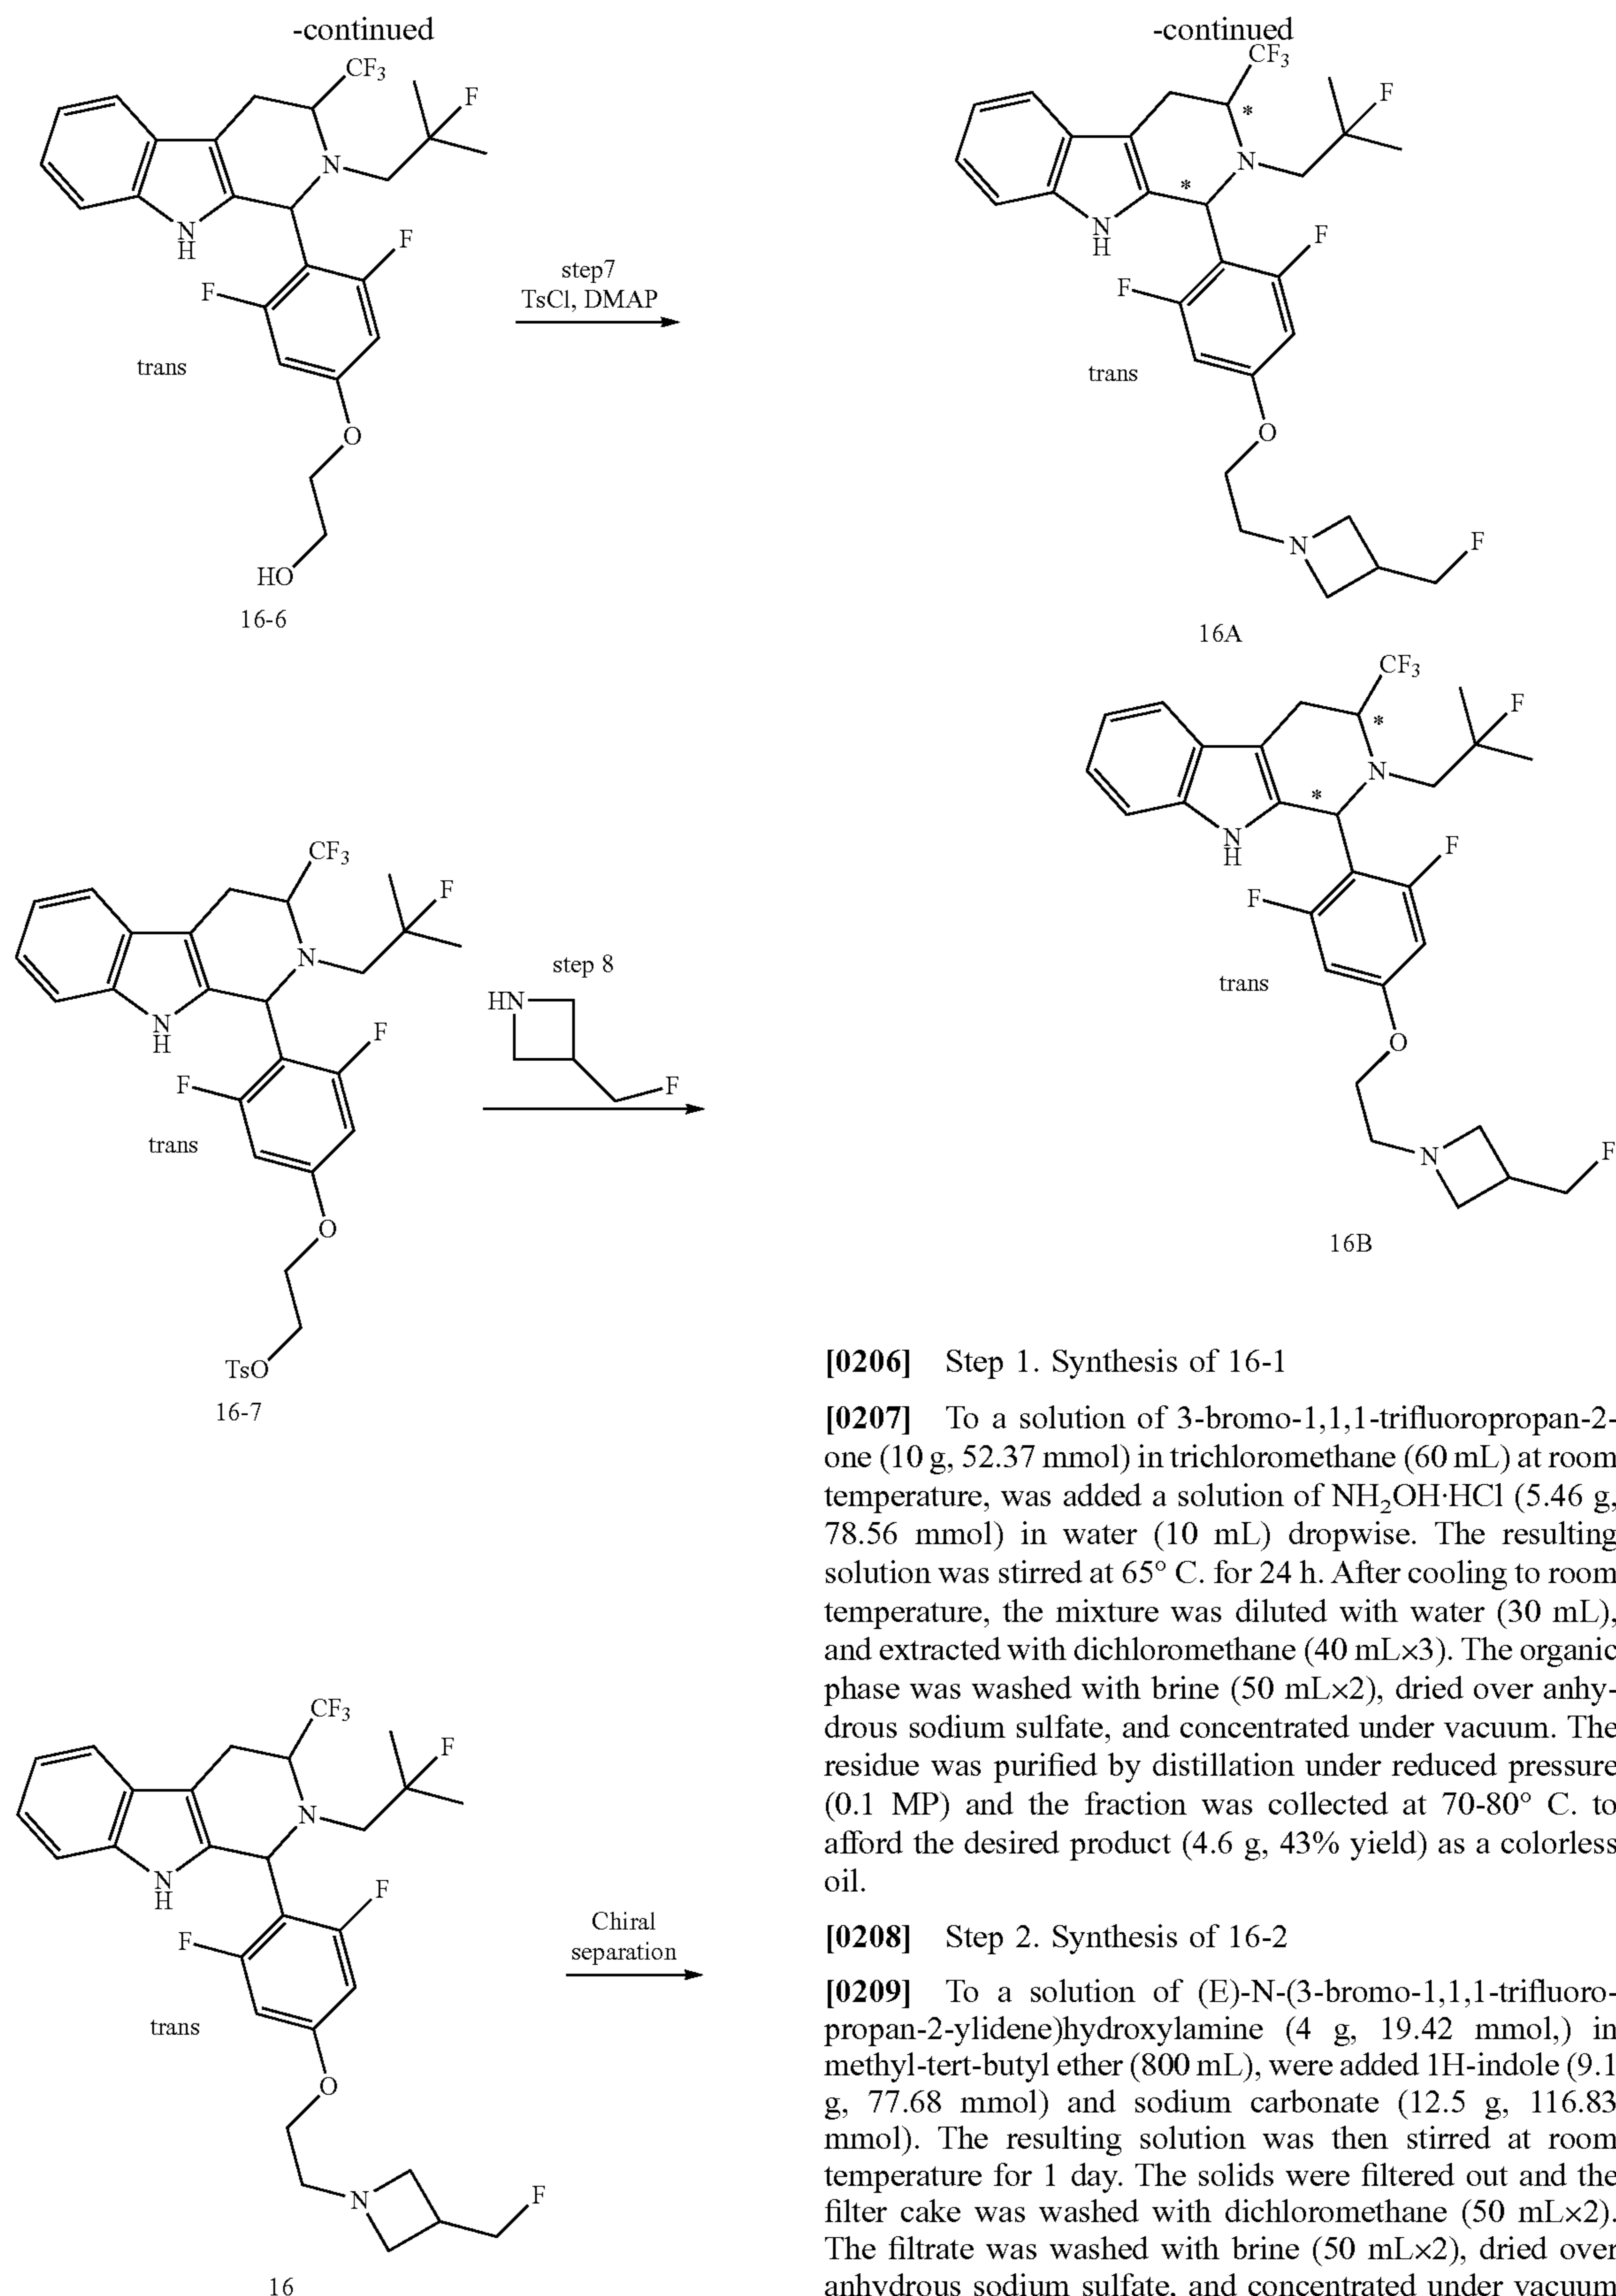 -continued
CF3
F
N
N
H
F
F
trans
O
HO
16-6
step7
TsCl, DMAP
CF3
F
N
N
H
F
F
trans
O
TsO
16-7
step 8
HN
F
CF3
F
N
N
H
F
F
trans
O
N
F
16
Chiral
separation
-continued
CF3
*
F
N
*
N
H
F
F
trans
O
N
F
16A
CF3
F
*
N
*
N
H
F
F
trans
O
N
F
16B
[0206] Step 1. Synthesis of 16-1
[0207] To a solution of 3-bromo-1,1,1-trifluoropropan-2-
one (10 g, 52.37 mmol) in trichloromethane (60 mL) at room
temperature, was added a solution of NH2OH·HCl (5.46 g,
78.56 mmol) in water (10 mL) dropwise. The resulting
solution was stirred at 65° C. for 24 h. After cooling to room
temperature, the mixture was diluted with water (30 mL),
and extracted with dichloromethane (40 mL×3). The organic
phase was washed with brine (50 mL×2), dried over anhy-
drous sodium sulfate, and concentrated under vacuum. The
residue was purified by distillation under reduced pressure
(0.1 MP) and the fraction was collected at 70-80° C. to
afford the desired product (4.6 g, 43% yield) as a colorless
oil.
[0208] Step 2. Synthesis of 16-2
[0209] To a solution of (E)-N-(3-bromo-1,1,1-trifluoro-
propan-2-ylidene)hydroxylamine (4 g, 19.42 mmol,) in
methyl-tert-butyl ether (800 mL), were added 1H-indole (9.1
g, 77.68 mmol) and sodium carbonate (12.5 g, 116.83
mmol). The resulting solution was then stirred at room
temperature for 1 day. The solids were filtered out and the
filter cake was washed with dichloromethane (50 mL×2).
The filtrate was washed with brine (50 mL×2), dried over
anhydrous sodium sulfate, and concentrated under vacuum